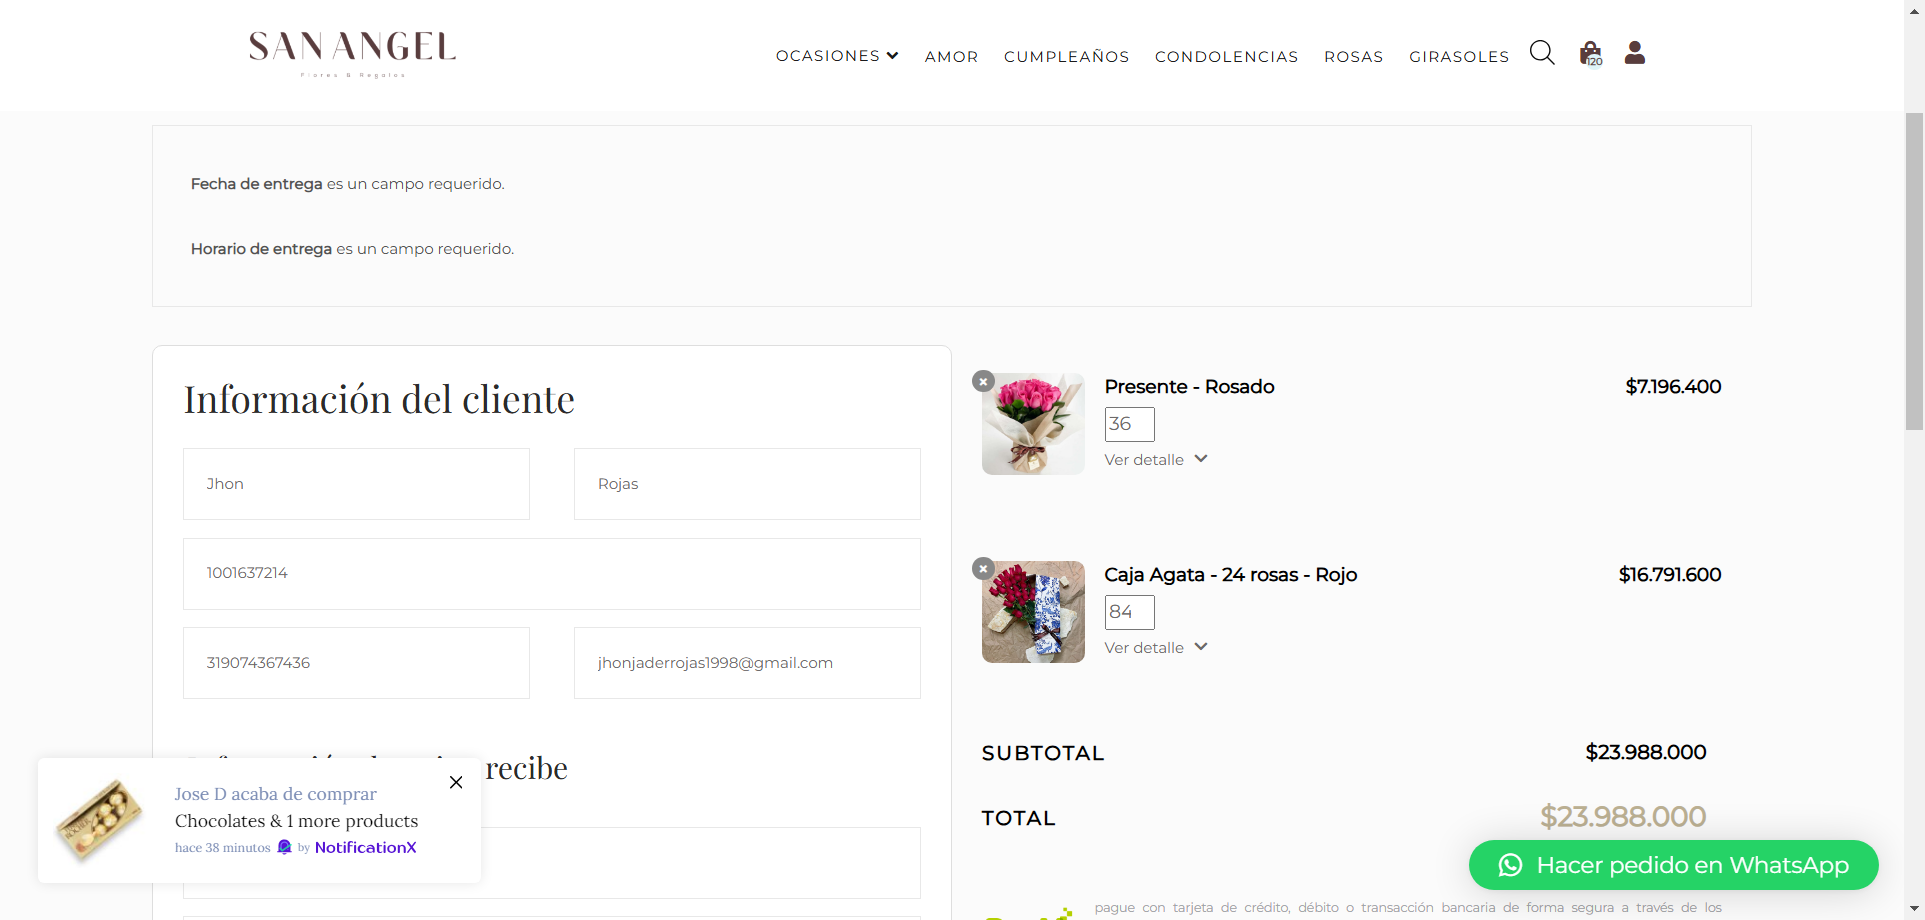 SAN ANGEL
Flores & Regalos
OCASIONES
AMOR
CUMPLEAÑOS
CONDOLENCIAS
ROSAS
GIRASOLES
120
Fecha de entrega es un campo requerido.
Horario de entrega es un campo requerido.
Información del cliente
Jhon
Rojas
1001637214
319074367436
jhonjaderrojas1998@gmail.com
recibe
Jose D acaba de comprar
Chocolates & 1 more products
hace 38 minutos by NotificationX
Presente - Rosado
$7.196.400
36
Ver detalle
Caja Agata - 24 rosas - Rojo
$16.791.600
84
Ver detalle
SUBTOTAL
$23.988.000
TOTAL
$23.988.000
Hacer pedido en WhatsApp
pague con tarjeta de crédito, débito o transacción bancaria de forma segura a través de los